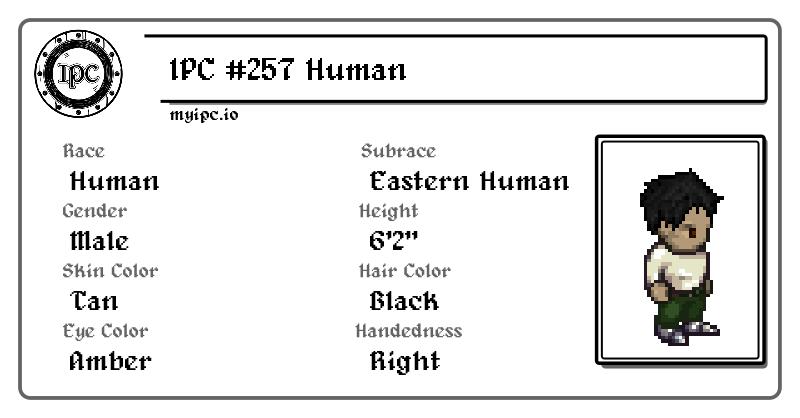 IPC
IPC #257 Human
myipc.io
Race
Human
Subrace
Eastern Human
Gender
Male
Height
6'2"
Skin Color
Tan
Hair Color
Black
Eye Color
Amber
Handedness
Right